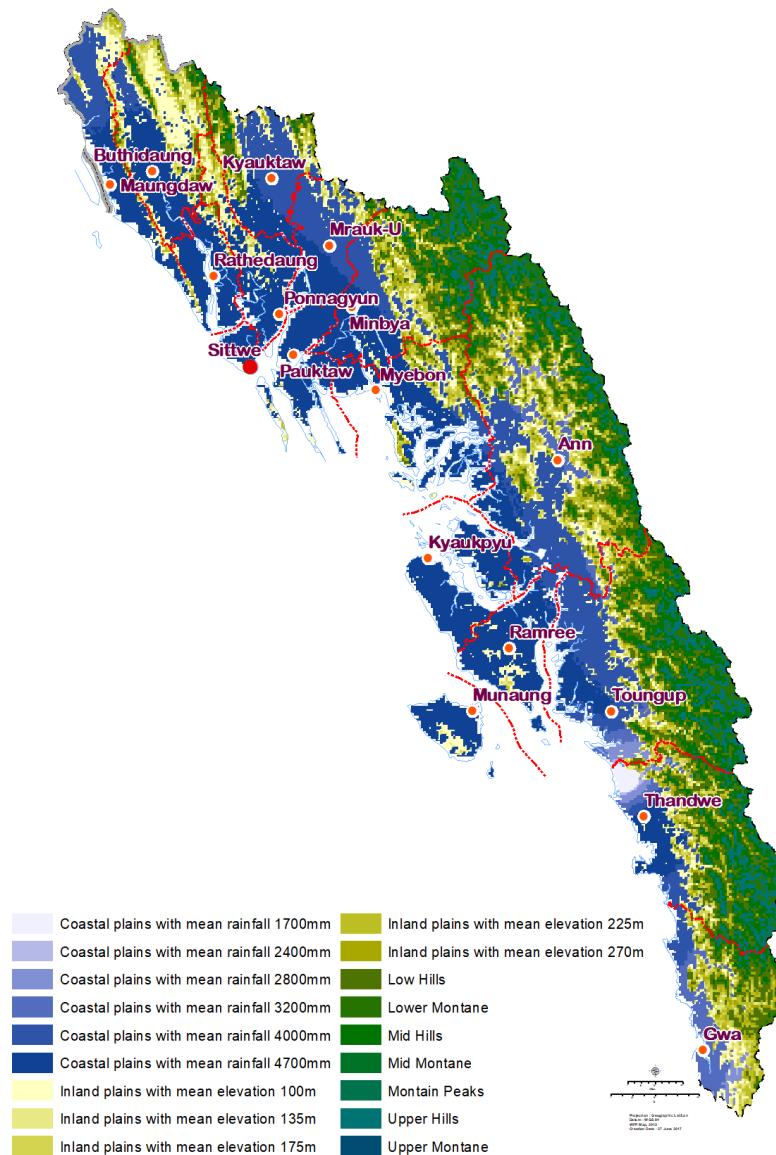 Buthidaung
Kyauktaw
Maungdaw
Mrauk-U
Rathedaung
Ponnagyun
Minbya
Sittwe
Pauktaw
Myebon
Ann
Kyaukpyu
Ramree
Munaung
Toungup
Thandwe
Gwa
Coastal plains with mean rainfall 1700mm
Coastal plains with mean rainfall 2400mm
Coastal plains with mean rainfall 2800mm
Coastal plains with mean rainfall 3200mm
Coastal plains with mean rainfall 4000mm
Coastal plains with mean rainfall 4700mm
Inland plains with mean elevation 100m
Inland plains with mean elevation 135m
Inland plains with mean elevation 175m
Inland plains with mean elevation 225m
Inland plains with mean elevation 270m
Low Hills
Lower Montane
Mid Hills
Mid Montane
Montain Peaks
Upper Hills
Upper Montane